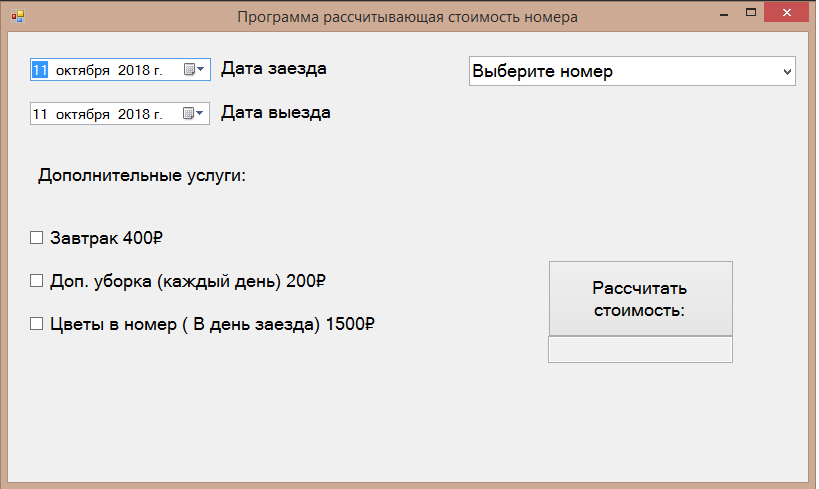 Программа рассчитывающая стоимость номера
11 октября 2018 г. Дата заезда
Выберите номер
11 октября 2018 г. Дата выезда
Дополнительные услуги:
Завтрак 400₽
Доп. уборка (каждый день) 200₽
Цветы в номер ( В день заезда) 1500₽
Рассчитать
стоимость: